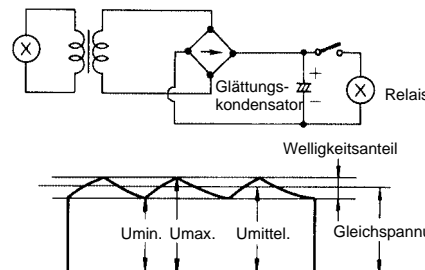 Glättungs-
kondensator
+
−
Relais
Welligkeitsanteil
Umin. Umax. Umittel. Gleichspannu